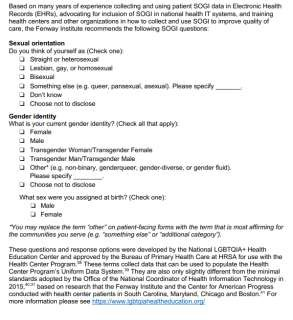 Based on many years of experience collecting and using patient SOGI data in Electronic Health
Records (EHRs), advocating for inclusion of SOGI in national health IT systems, and training
health centers and other organizations in how to collect and use SOGI to improve quality of
care, the Fenway Institute recommends the following SOGI questions:
Sexual orientation
Do you think of yourself as (Check one):
❑ Straight or heterosexual
❑ Lesbian, gay, or homosexual
❑ Bisexual
❑ Something else (e.g. queer, pansexual, asexual). Please specify _______.
❑ Don't know
❑ Choose not to disclose
Gender identity
What is your current gender identity? (Check all that apply):
❑ Female
❑ Male
❑ Transgender Woman/Transgender Female
❑ Transgender Man/Transgender Male
❑ Other* (e.g. non-binary, genderqueer, gender-diverse, or gender fluid).
Please specify _______.
❑ Choose not to disclose
What sex were you assigned at birth? (Check one):
❑ Male
❑ Female
*You may replace the term "other" on patient-facing forms with the term that is most affirming for
the communities you serve (e.g. "something else" or "additional category").
These questions and response options were developed by the National LGBTQIA+ Health
Education Center and approved by the Bureau of Primary Health Care at HRSA for use with the
Health Center Program. These terms collect data that can be used to populate the Health
Center Program's Uniform Data System. They are also only slightly different from the minimal
standards adopted by the Office of the National Coordinator of Health Information Technology in
2015, based on research that the Fenway Institute and the Center for American Progress
conducted with health center patients in South Carolina, Maryland, Chicago and Boston. For
more information please see https://www.lgbtqiahealtheducation.org/